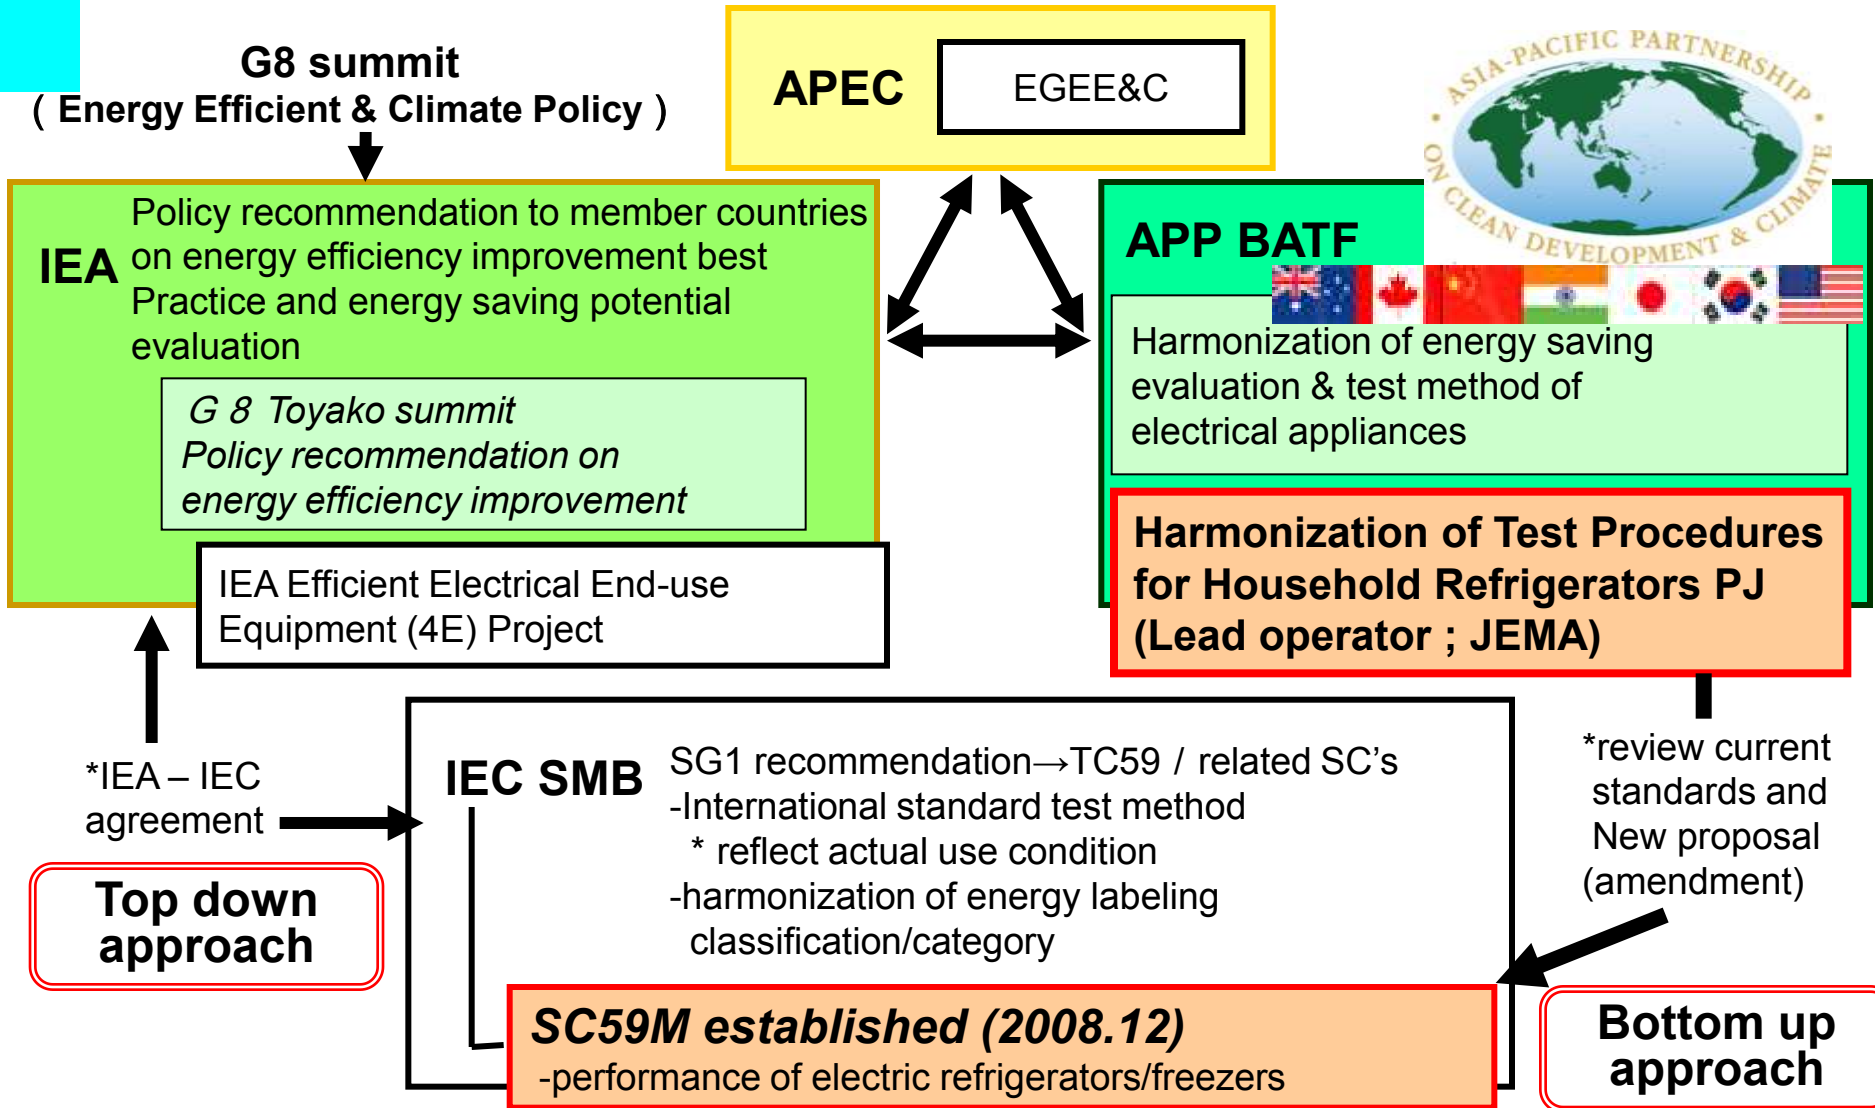 G8 summit
( Energy Efficient & Climate Policy )
APEC
EGEE&C
ASIA-PACIFIC PARTNERSHIP
ON CLEAN DEVELOPMENT & CLIMATE
IEA
Policy recommendation to member countries
on energy efficiency improvement best
Practice and energy saving potential
evaluation
G 8 Toyako summit
Policy recommendation on
energy efficiency improvement
IEA Efficient Electrical End-use
Equipment (4E) Project
APP BATF
Harmonization of energy saving
evaluation & test method of
electrical appliances
Harmonization of Test Procedures
for Household Refrigerators PJ
(Lead operator ; JEMA)
*IEA – IEC
agreement
Top down
approach
IEC SMB
SG1 recommendation→TC59 / related SC’s
-International standard test method
* reflect actual use condition
-harmonization of energy labeling
classification/category
SC59M established (2008.12)
-performance of electric refrigerators/freezers
*review current
standards and
New proposal
(amendment)
Bottom up
approach